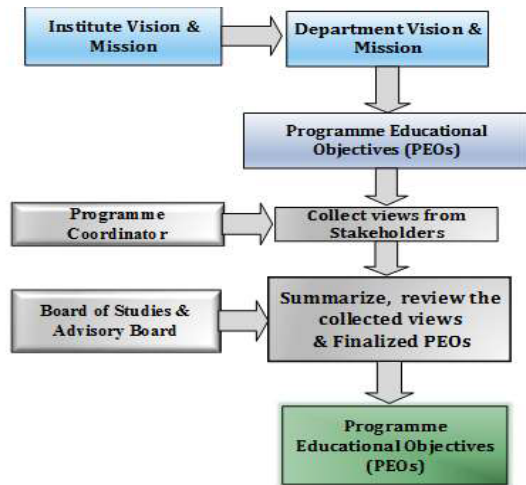 Institute Vision &
Mission
Department Vision &
Mission
Programme Educational
Objectives (PEOs)
Programme
Coordinator
Collect views from
Stakeholders
Board of Studies &
Advisory Board
Summarize, review the
collected views
& Finalized PEOs
Programme
Educational Objectives
(PEOs)